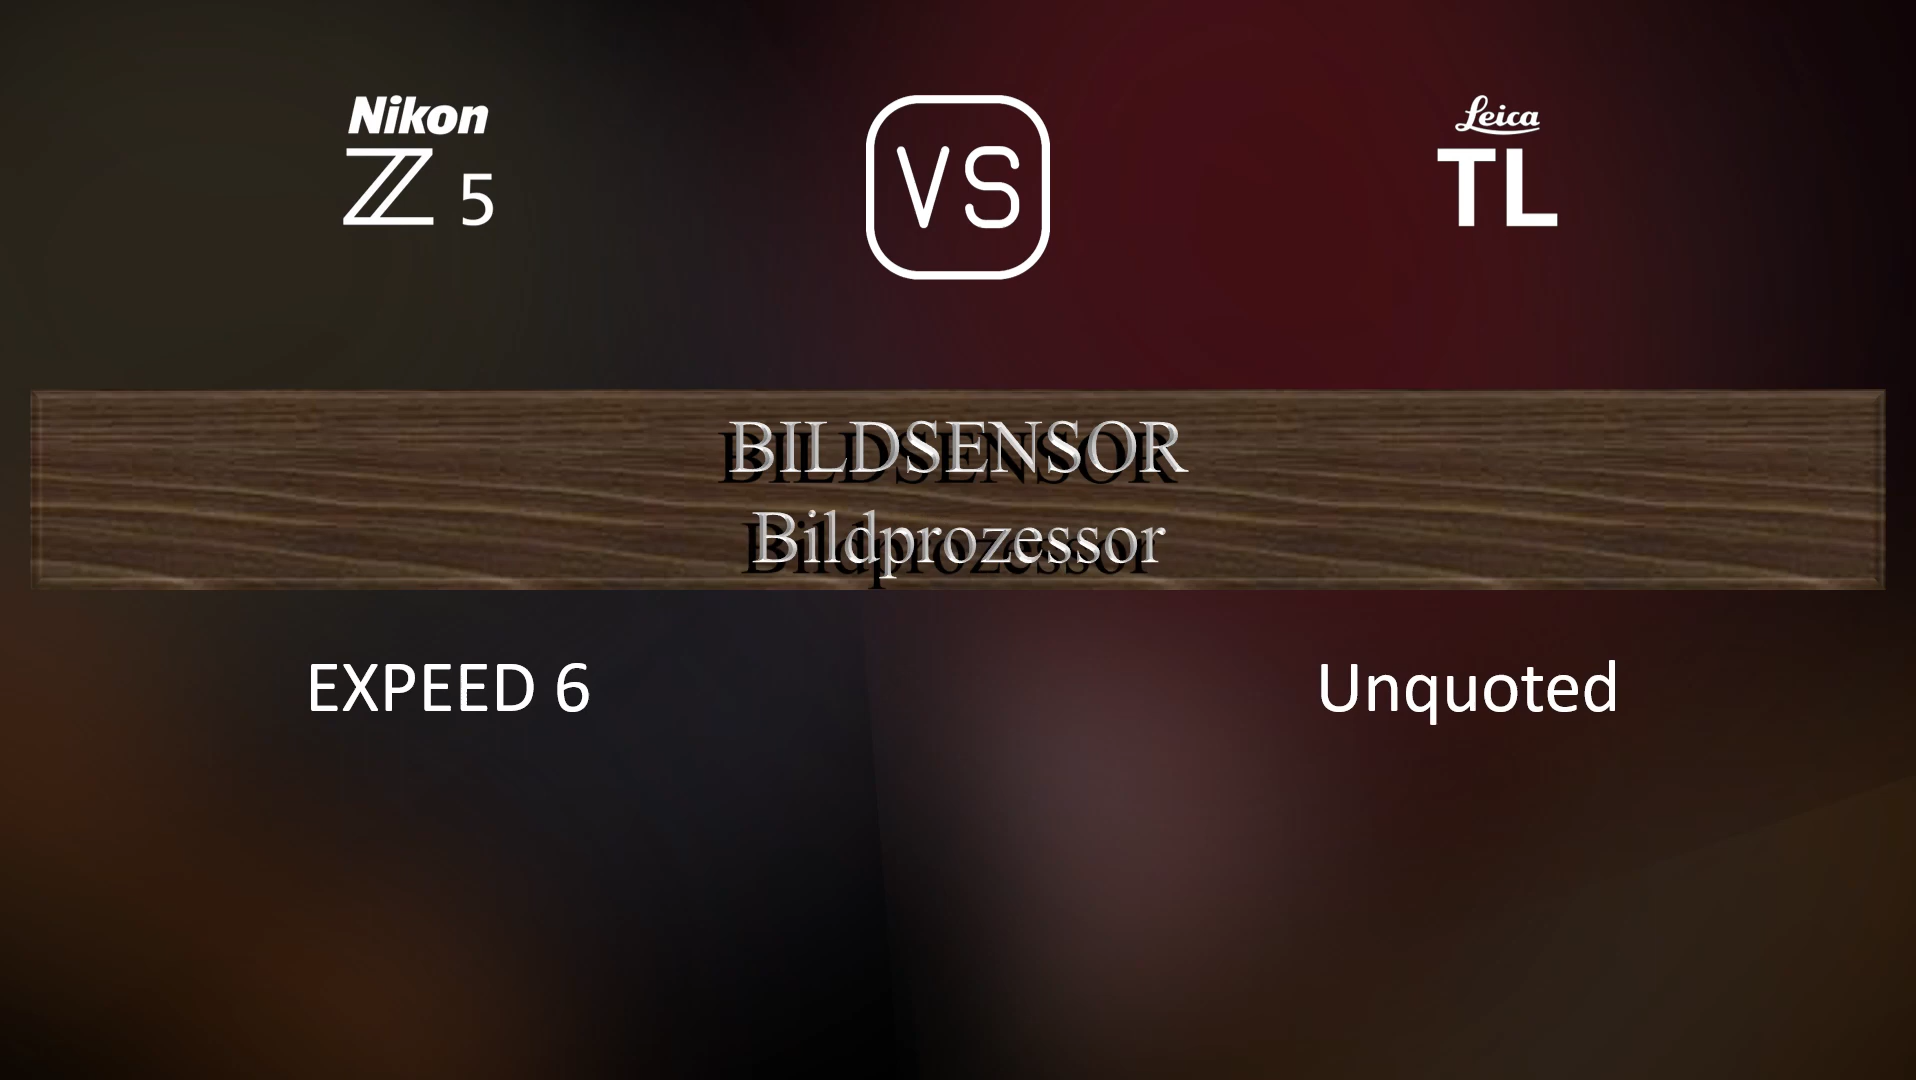 Nikon
Z 5
VS
Leica
TL
BILDSENSOR
Bildprozessor
EXPEED 6
Unquoted